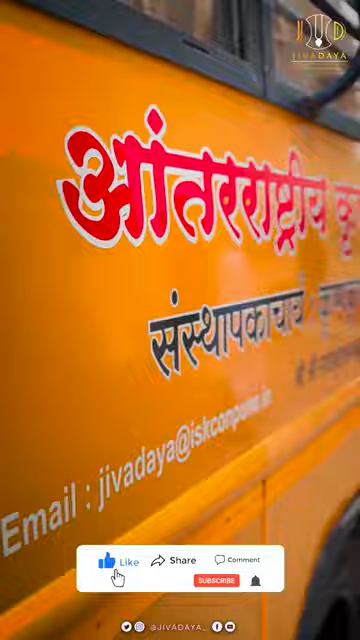 JIVADAYA
आंतरराष्ट्रीय कृ
संस्थापकाचार्य
Email : jivadaya@iskconpune.in
Like Share Comment
SUBSCRIBE
@JIVADAYA_